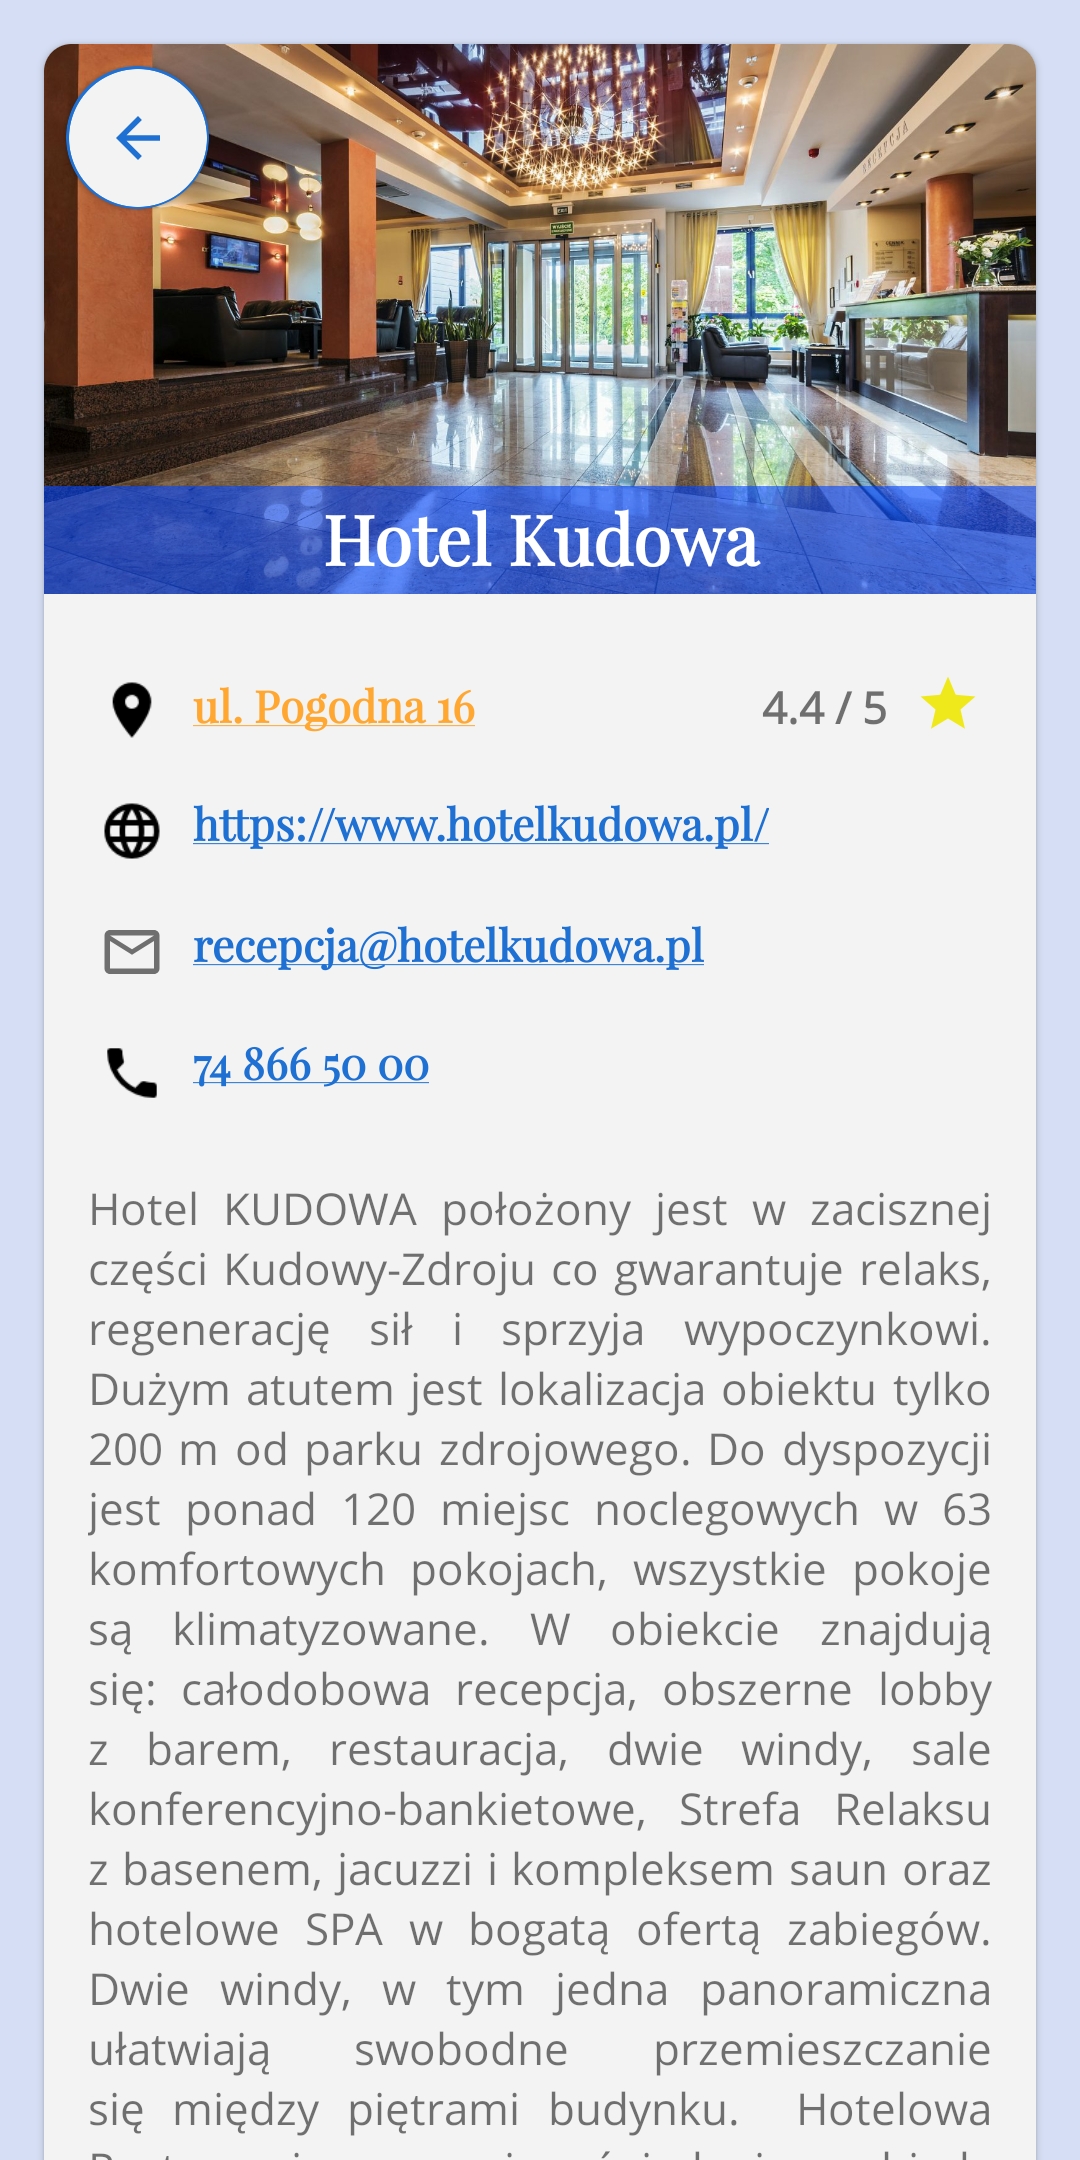 RECEPCJA
Hotel Kudowa
ul. Pogodna 16
4.4 / 5
https://www.hotelkudowa.pl/
recepcja@hotelkudowa.pl
74 866 50 00
Hotel KUDOWA położony jest w zacisznej
części Kudowy-Zdroju co gwarantuje relaks,
regenerację sił i sprzyja wypoczynkowi.
Dużym atutem jest lokalizacja obiektu tylko
200 m od parku zdrojowego. Do dyspozycji
jest ponad 120 miejsc noclegowych w 63
komfortowych pokojach, wszystkie pokoje
są klimatyzowane. W obiekcie znajdują
się: całodobowa recepcja, obszerne lobby
z barem, restauracja, dwie windy, sale
konferencyjno-bankietowe, Strefa Relaksu
z basenem, jacuzzi i kompleksem saun oraz
hotelowe SPA w bogatą ofertą zabiegów.
Dwie windy, w tym jedna panoramiczna
ułatwiają swobodne przemieszczanie
się między piętrami budynku. Hotelowa